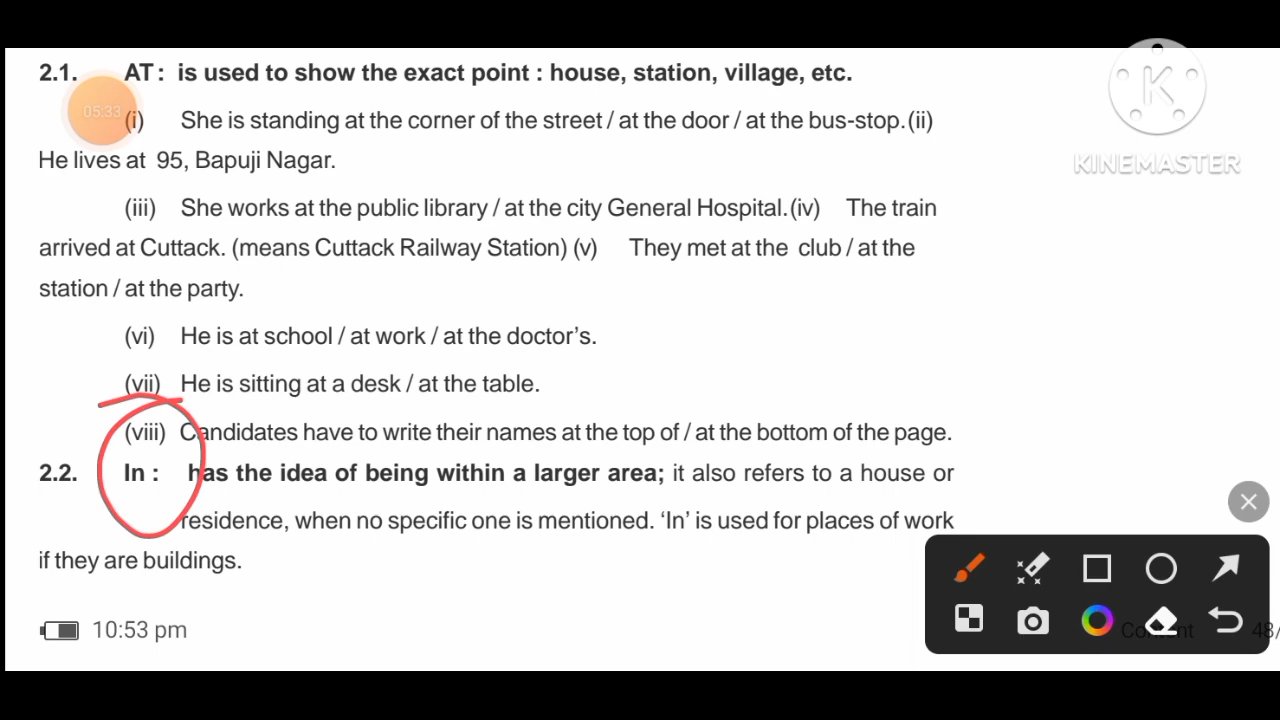 2.1. AT : is used to show the exact point : house, station, village, etc.
05:33
(i) She is standing at the corner of the street / at the door / at the bus-stop.(ii)
He lives at 95, Bapuji Nagar.
(iii) She works at the public library / at the city General Hospital.(iv) The train
arrived at Cuttack. (means Cuttack Railway Station) (v) They met at the club / at the
station / at the party.
(vi) He is at school / at work / at the doctor's.
(vii) He is sitting at a desk / at the table.
(viii) Candidates have to write their names at the top of / at the bottom of the page.
2.2. In : has the idea of being within a larger area; it also refers to a house or
residence, when no specific one is mentioned. 'In' is used for places of work
if they are buildings.
10:53 pm
Content 48/
K
KINEMASTER